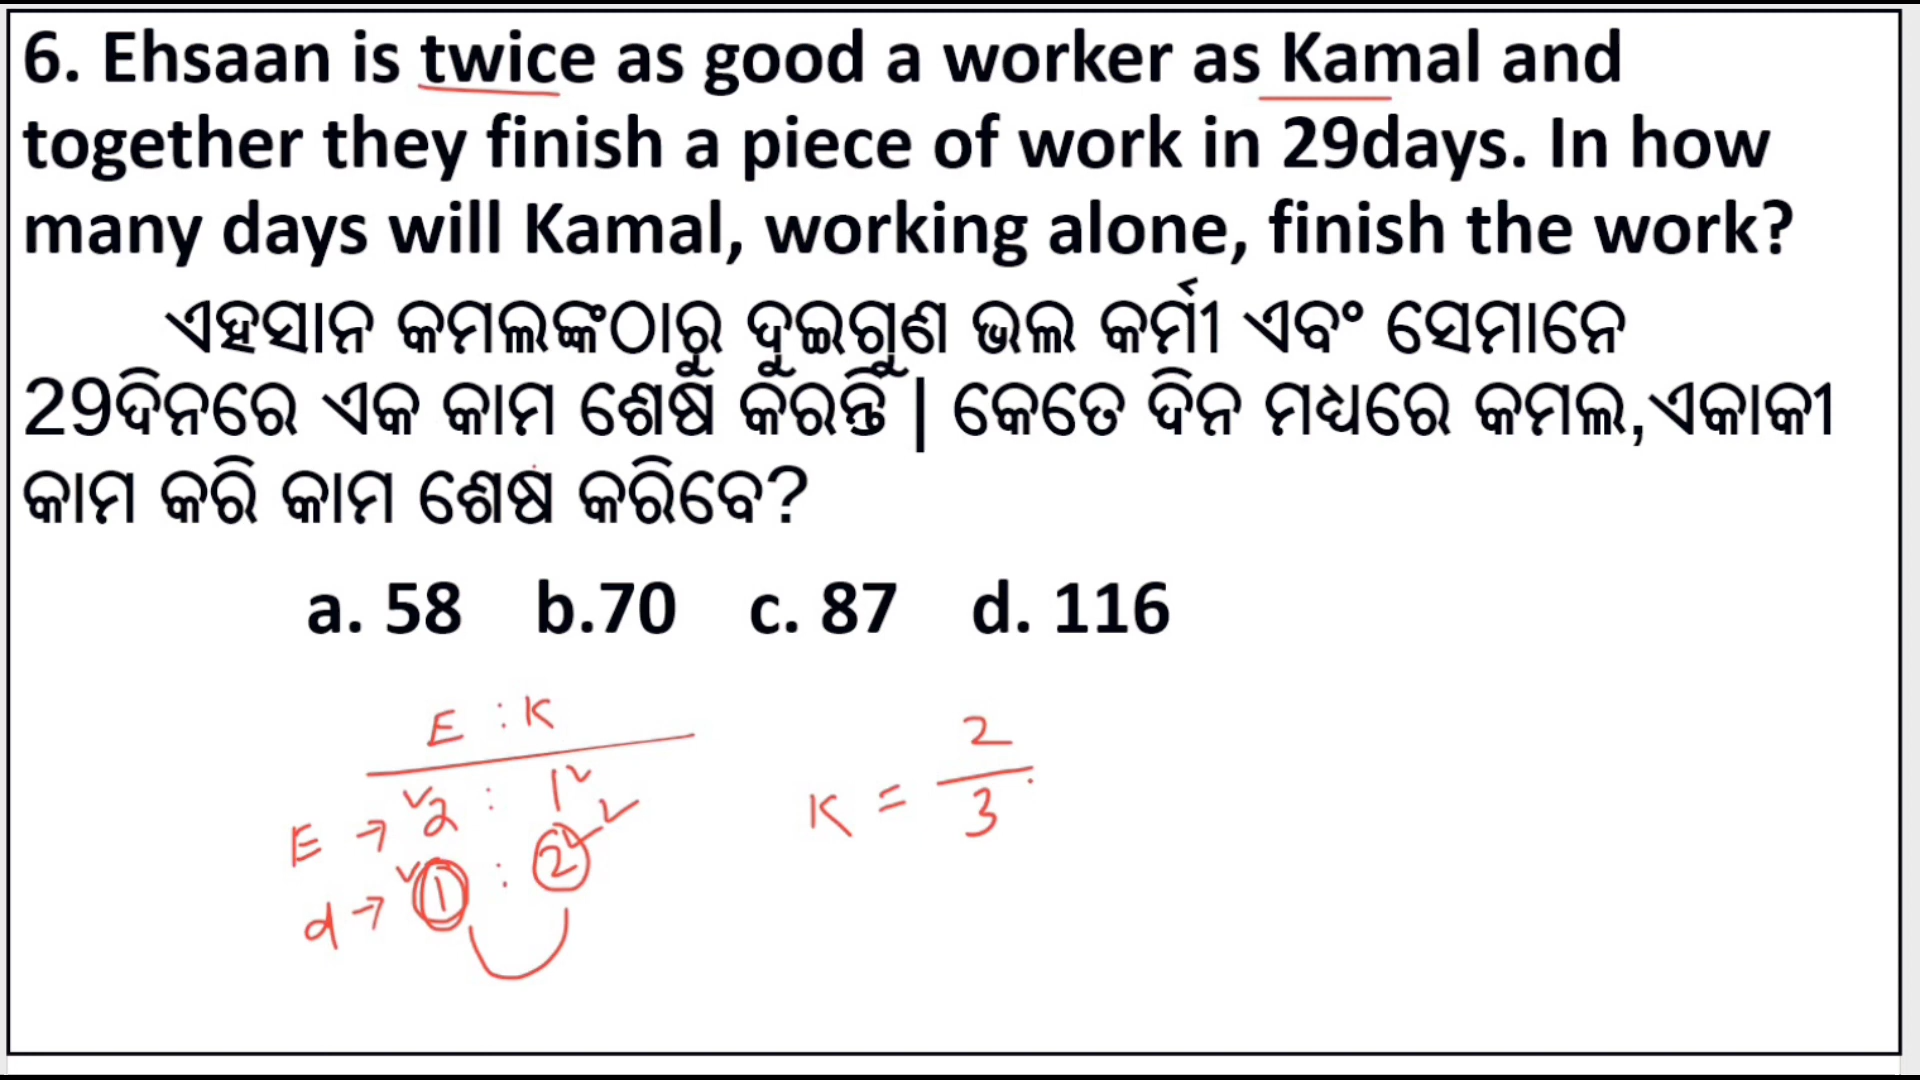 6. Ehsaan is twice as good a worker as Kamal and
together they finish a piece of work in 29days. In how
many days will Kamal, working alone, finish the work?
ଏହସାନ କମଲଙ୍କଠାରୁ ଦୁଇଗୁଣ ଭଲ କର୍ମୀ ଏବଂ ସେମାନେ
29ଦିନରେ ଏକ କାମ ଶେଷ କରନ୍ତି | କେତେ ଦିନ ମଧ୍ୟରେ କମଲ,ଏକାକୀ
କାମ କରି କାମ ଶେଷ କରିବେ?
a. 58 b.70 c. 87 d. 116
E : K
E → 2 : 1
d → 1 : 2
K = 2/3